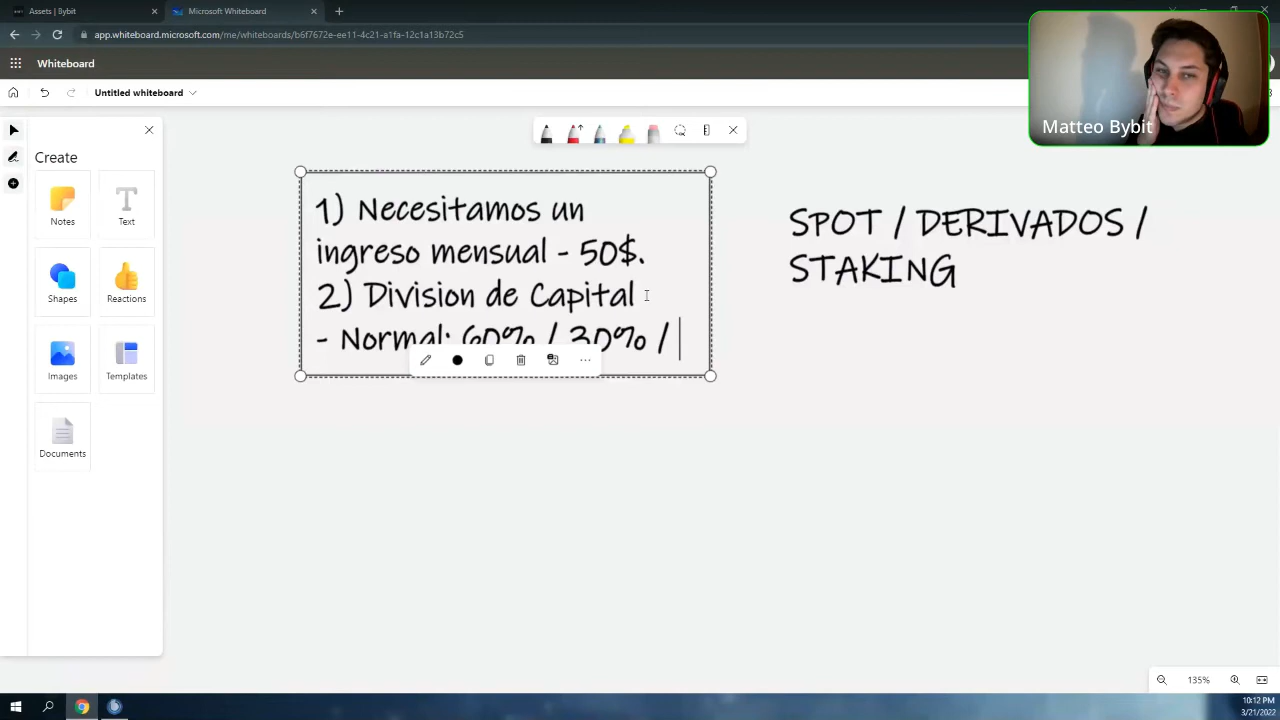 Assets | Bybit
Microsoft Whiteboard
app.whiteboard.microsoft.com/me/whiteboards/b6f7672e-ee11-4c21-a1fa-12c1a13b72c5
Whiteboard
Untitled whiteboard
Matteo Bybit
Create
Notes
Text
Shapes
Reactions
Images
Templates
Documents
1) Necesitamos un
ingreso mensual - 50$.
2) Division de Capital
- Normal: 60% / 30% /
SPOT / DERIVADOS /
STAKING
135%
10:12 PM
3/21/2022